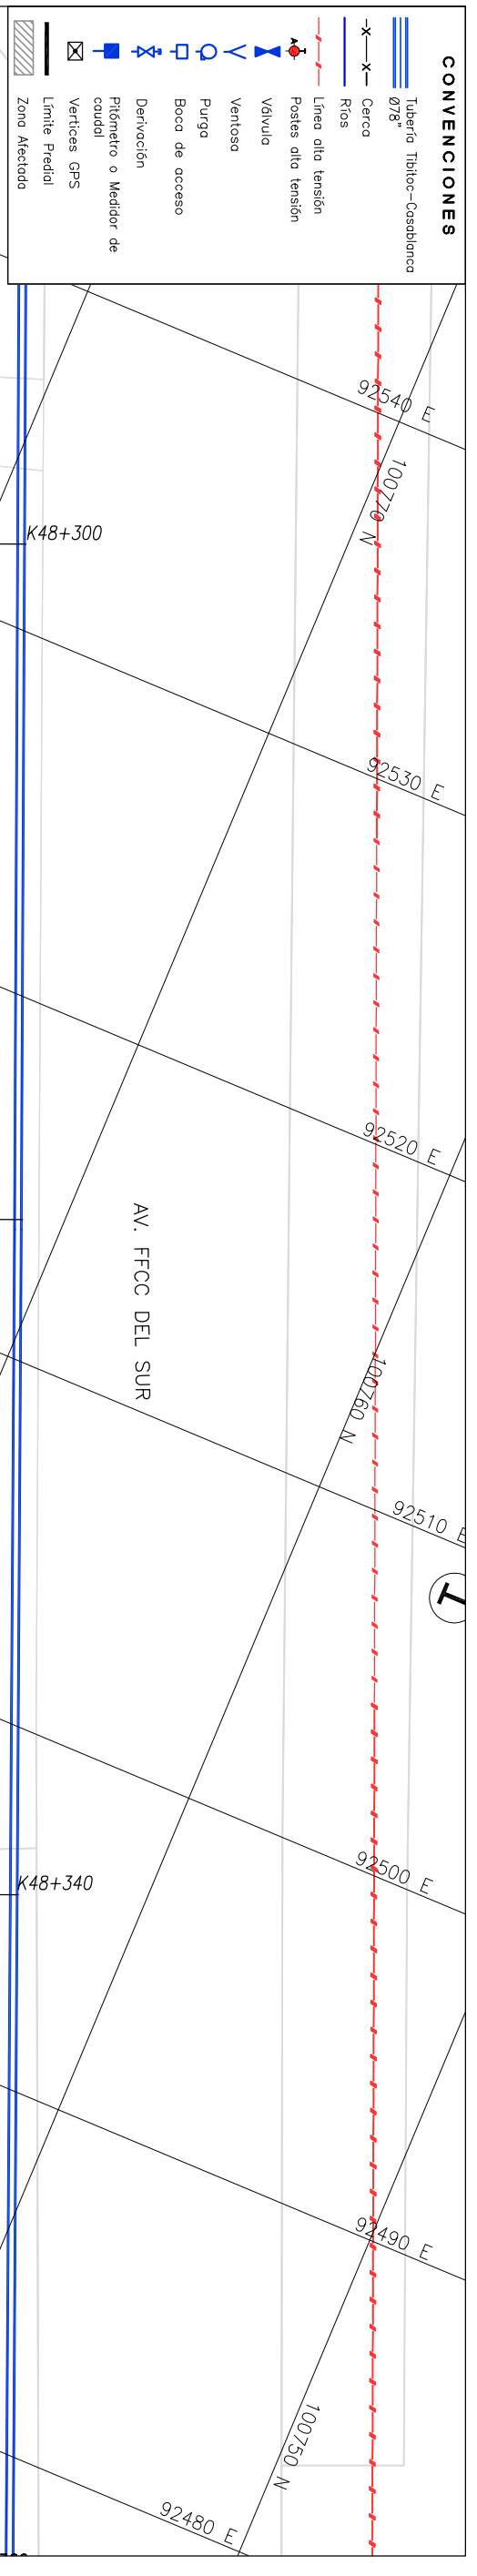 CONVENCIONES
Tubería Tibitoc-Casablanca
Ø78"
Cerca
Ríos
Línea alta tensión
Postes alta tensión
Válvula
Ventosa
Purga
Boca de acceso
Derivación
Pitómetro o Medidor de
caudal
Vertices GPS
Límite Predial
Zona Afectada
92540 E
100770 N
K48+300
92530 E
92520 E
AV. FFCC DEL SUR
100760 N
92510 E
T
92500 E
K48+340
92490 E
100750 N
92480 E